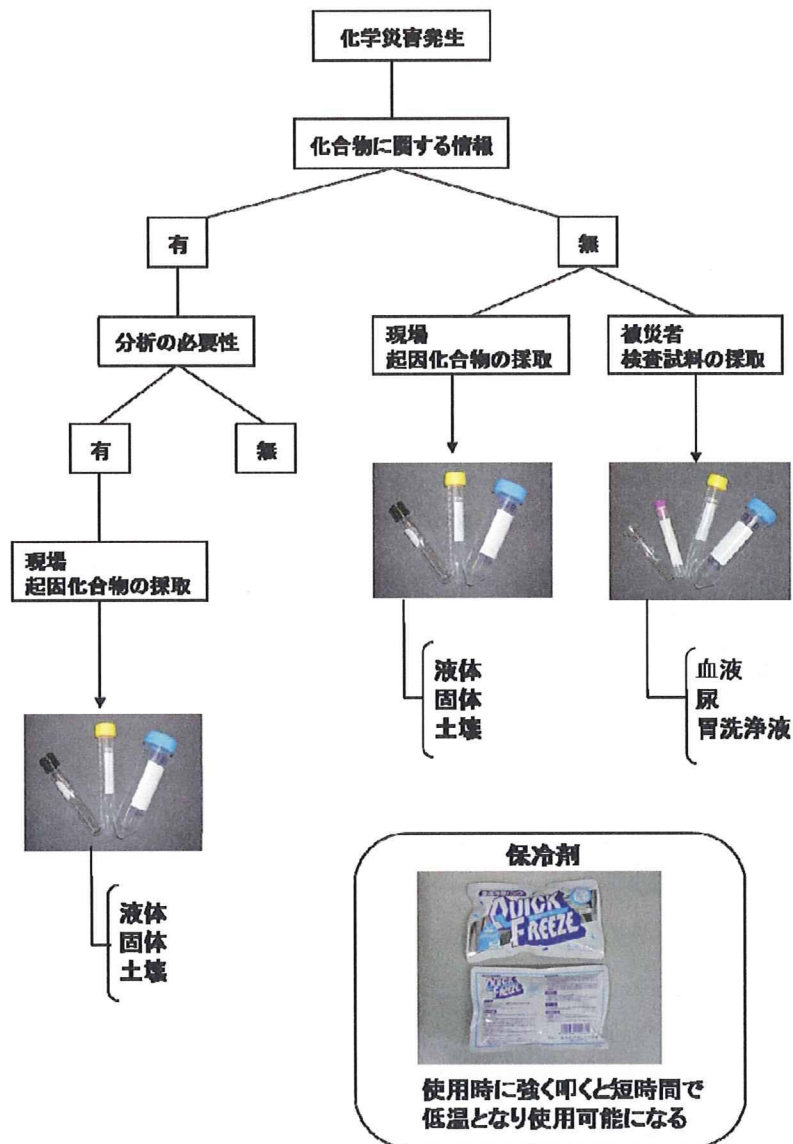 化学災害発生
化合物に関する情報
有
無
分析の必要性
現場
起因化合物の採取
被災者
検査試料の採取
有
無
現場
起因化合物の採取
液体
固体
土壌
血液
尿
胃洗浄液
液体
固体
土壌
保冷剤
QUICK
FREEZE
QUICK
FREEZE
使用時に強く叩くと短時間で
低温となり使用可能になる